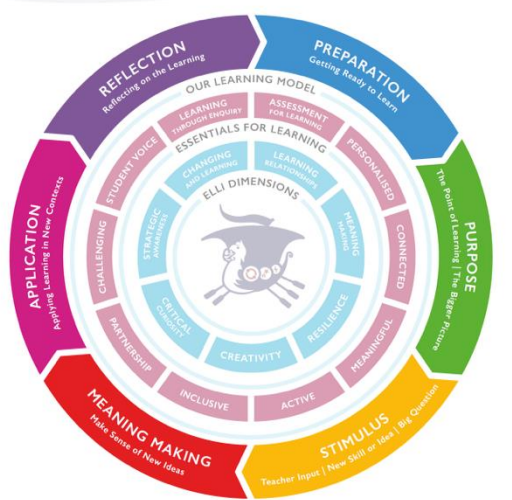 PREPARATION
Getting Ready to Learn
PURPOSE
The Point of Learning | The Bigger Picture
STIMULUS
Teacher Input | New Skill or Idea | Big Question
MEANING MAKING
Make Sense of New Ideas
APPLICATION
Applying Learning in New Contexts
REFLECTION
Reflecting on the Learning
OUR LEARNING MODEL
LEARNING
THROUGH ENQUIRY
ASSESSMENT
FOR LEARNING
PERSONALISED
CONNECTED
MEANINGFUL
ACTIVE
INCLUSIVE
PARTNERSHIP
CHALLENGING
STUDENT VOICE
ESSENTIALS FOR LEARNING
CHANGING
AND LEARNING
LEARNING
RELATIONSHIPS
MEANING
MAKING
RESILIENCE
CREATIVITY
CRITICAL
CURIOSITY
STRATEGIC
AWARENESS
ELLI DIMENSIONS